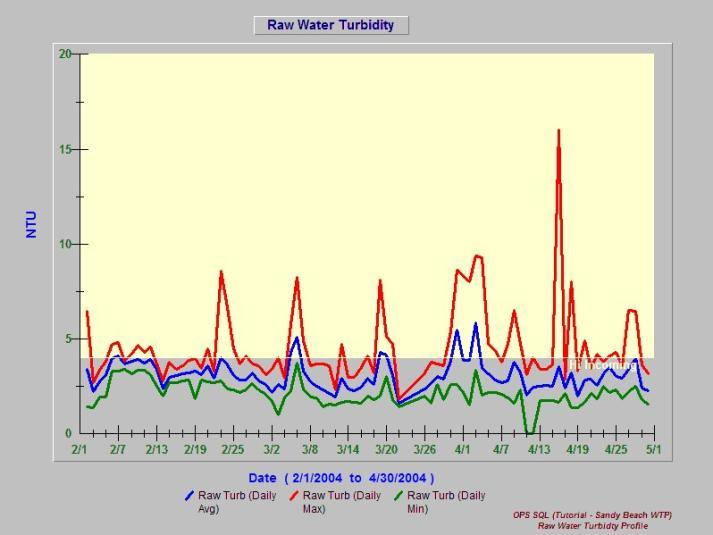 Raw Water Turbidity
20
15
10
5
0
NTU
Incoming
2/1 2/7 2/13 2/19 2/25 3/2 3/8 3/14 3/20 3/26 4/1 4/7 4/13 4/19 4/25 5/1
Date ( 2/1/2004 to 4/30/2004 )
Raw Turb (Daily Raw Turb (Daily Raw Turb (Daily
Avg) Max) Min)
OPS SQL (Tutorial - Sandy Beach WTP)
Raw Water Turbidty Profile